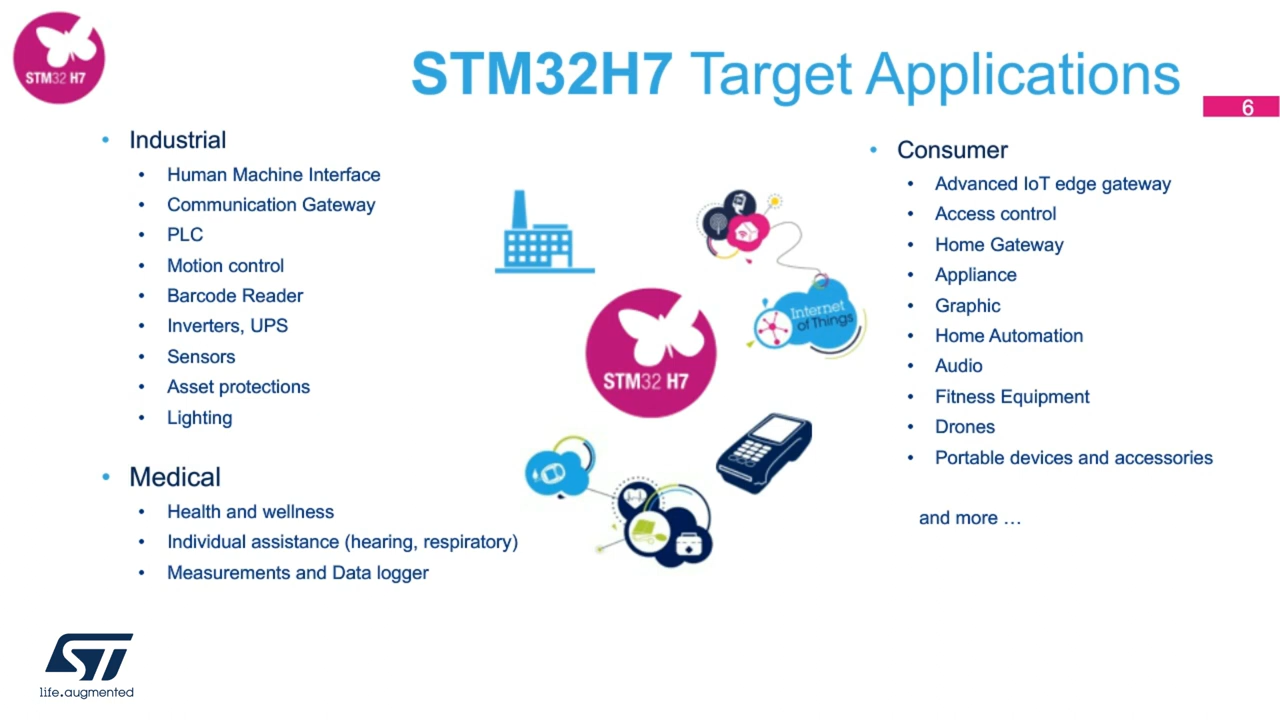 STM32 H7
STM32H7 Target Applications
6
• Industrial
• Human Machine Interface
• Communication Gateway
• PLC
• Motion control
• Barcode Reader
• Inverters, UPS
• Sensors
• Asset protections
• Lighting
• Medical
• Health and wellness
• Individual assistance (hearing, respiratory)
• Measurements and Data logger
Internet
of Things
STM32 H7
• Consumer
• Advanced IoT edge gateway
• Access control
• Home Gateway
• Appliance
• Graphic
• Home Automation
• Audio
• Fitness Equipment
• Drones
• Portable devices and accessories
and more …
ST
life.augmented